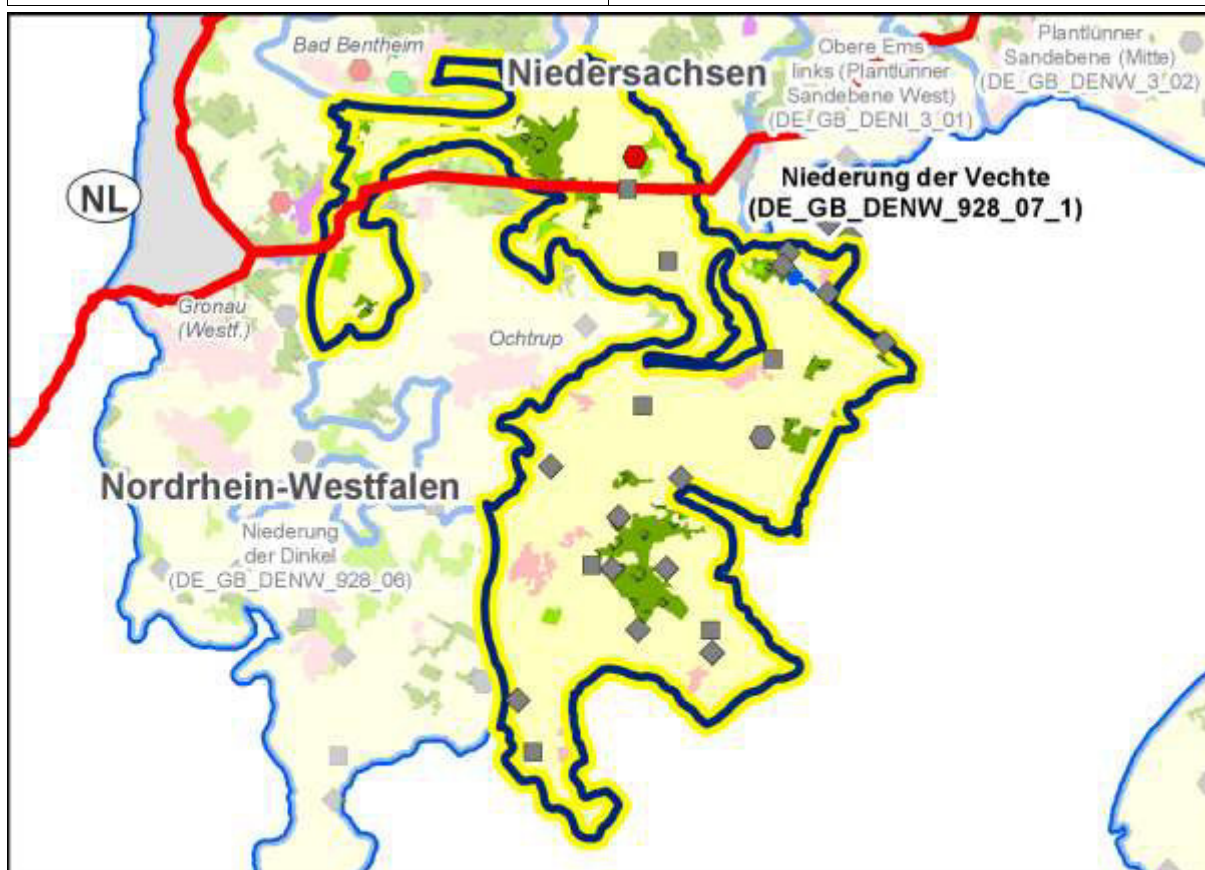 Bad Bentheim
Niedersachsen
Obere Ems
links (Plantlünner
Sandebene West)
(DE_GB_DENI_3_01)
Plantlünner
Sandebene (Mitte)
(DE_GB_DENW_3_02)
NL
Niederung der Vechte
(DE_GB_DENW_928_07_1)
Gronau
(Westf.)
Ochtrup
Nordrhein-Westfalen
Niederung
der Dinkel
(DE_GB_DENW_928_06)